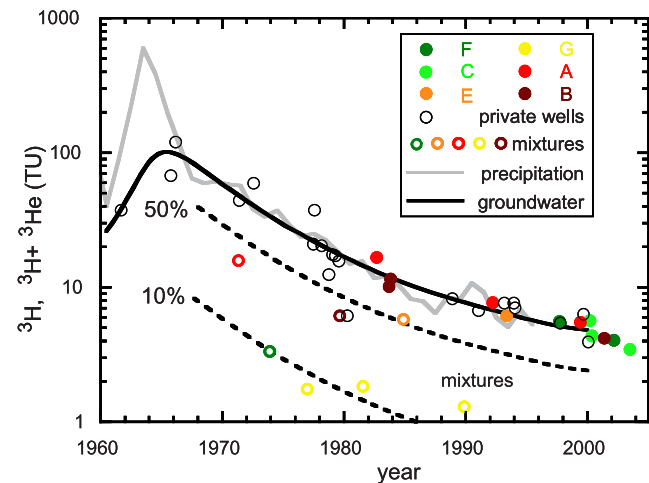 1000
100
10
1
³H, ³H+ ³He (TU)
F G
C A
E B
private wells
mixtures
precipitation
groundwater
50%
10%
mixtures
1960 1970 1980 1990 2000
year